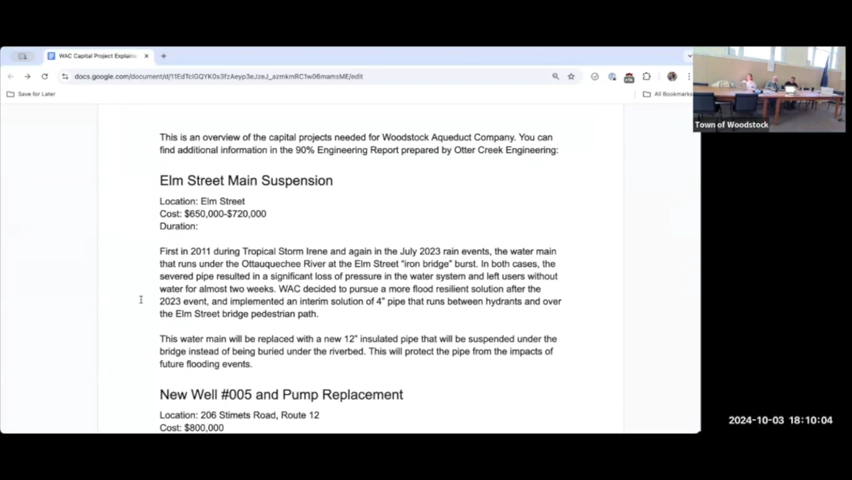 WAC Capital Project Explaine
docs.google.com/document/d/
/edit
Save for Later
All Bookmarks
Town of Woodstock
This is an overview of the capital projects needed for Woodstock Aqueduct Company. You can
find additional information in the 90% Engineering Report prepared by Otter Creek Engineering:
Elm Street Main Suspension
Location: Elm Street
Cost: $650,000-$720,000
Duration:
First in 2011 during Tropical Storm Irene and again in the July 2023 rain events, the water main
that runs under the Ottauquechee River at the Elm Street “iron bridge” burst. In both cases, the
severed pipe resulted in a significant loss of pressure in the water system and left users without
water for almost two weeks. WAC decided to pursue a more flood resilient solution after the
2023 event, and implemented an interim solution of 4” pipe that runs between hydrants and over
the Elm Street bridge pedestrian path.
This water main will be replaced with a new 12” insulated pipe that will be suspended under the
bridge instead of being buried under the riverbed. This will protect the pipe from the impacts of
future flooding events.
New Well #005 and Pump Replacement
Location: 206 Stimets Road, Route 12
Cost: $800,000
2024-10-03 18:10:04